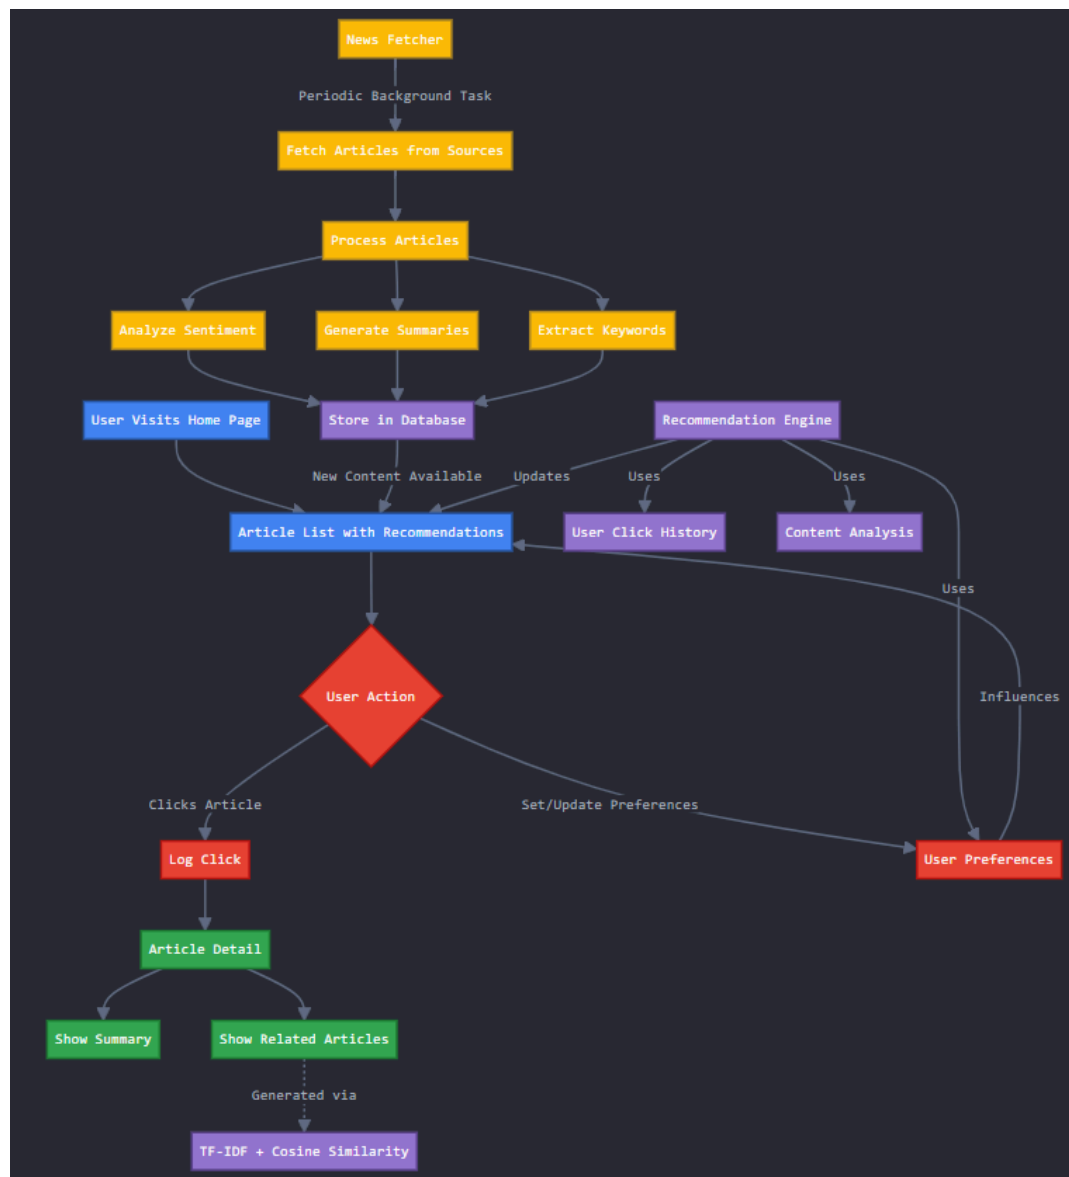 News Fetcher
Periodic Background Task
Fetch Articles from Sources
Process Articles
Analyze Sentiment
Generate Summaries
Extract Keywords
User Visits Home Page
Store in Database
Recommendation Engine
New Content Available
Updates
Uses
Uses
Article List with Recommendations
User Click History
Content Analysis
Uses
User Action
Influences
Clicks Article
Set/Update Preferences
Log Click
User Preferences
Article Detail
Show Summary
Show Related Articles
Generated via
TF-IDF + Cosine Similarity